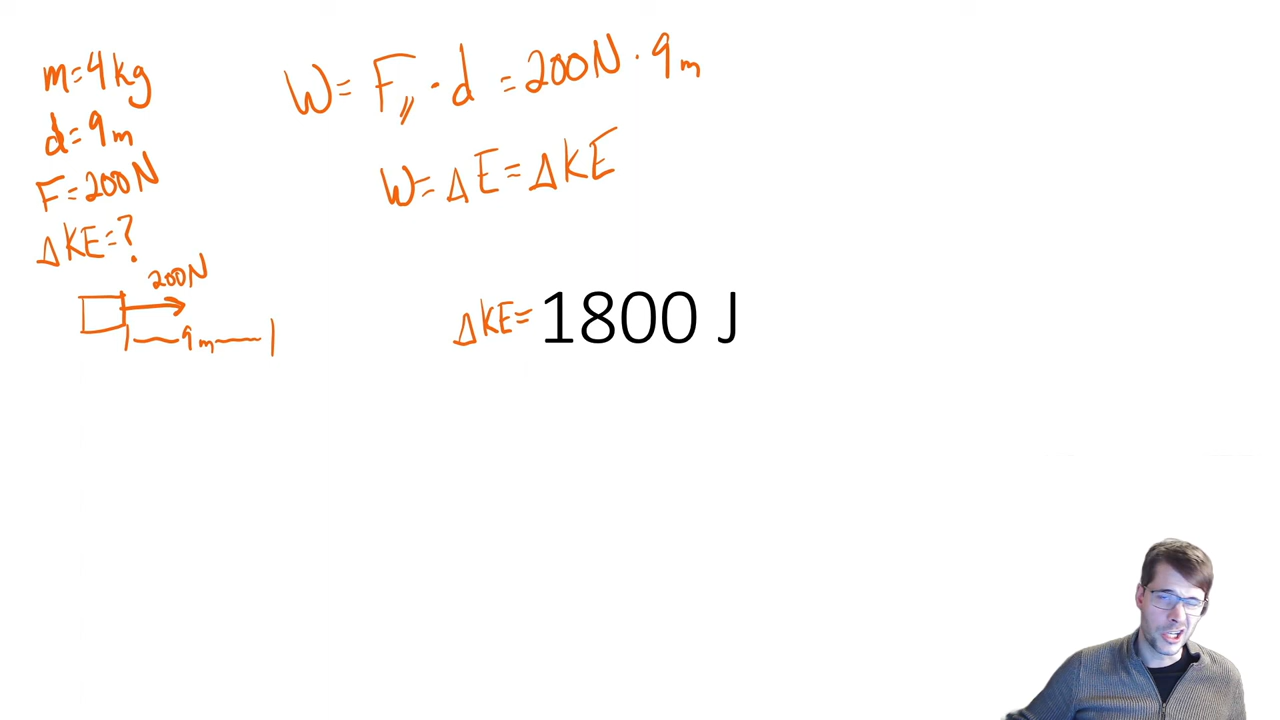 m=4kg
d=9m
F=200N
ΔKE=?
200N
9m
W=F,, · d = 200N · 9m
W=ΔE=ΔKE
ΔKE= 1800 J